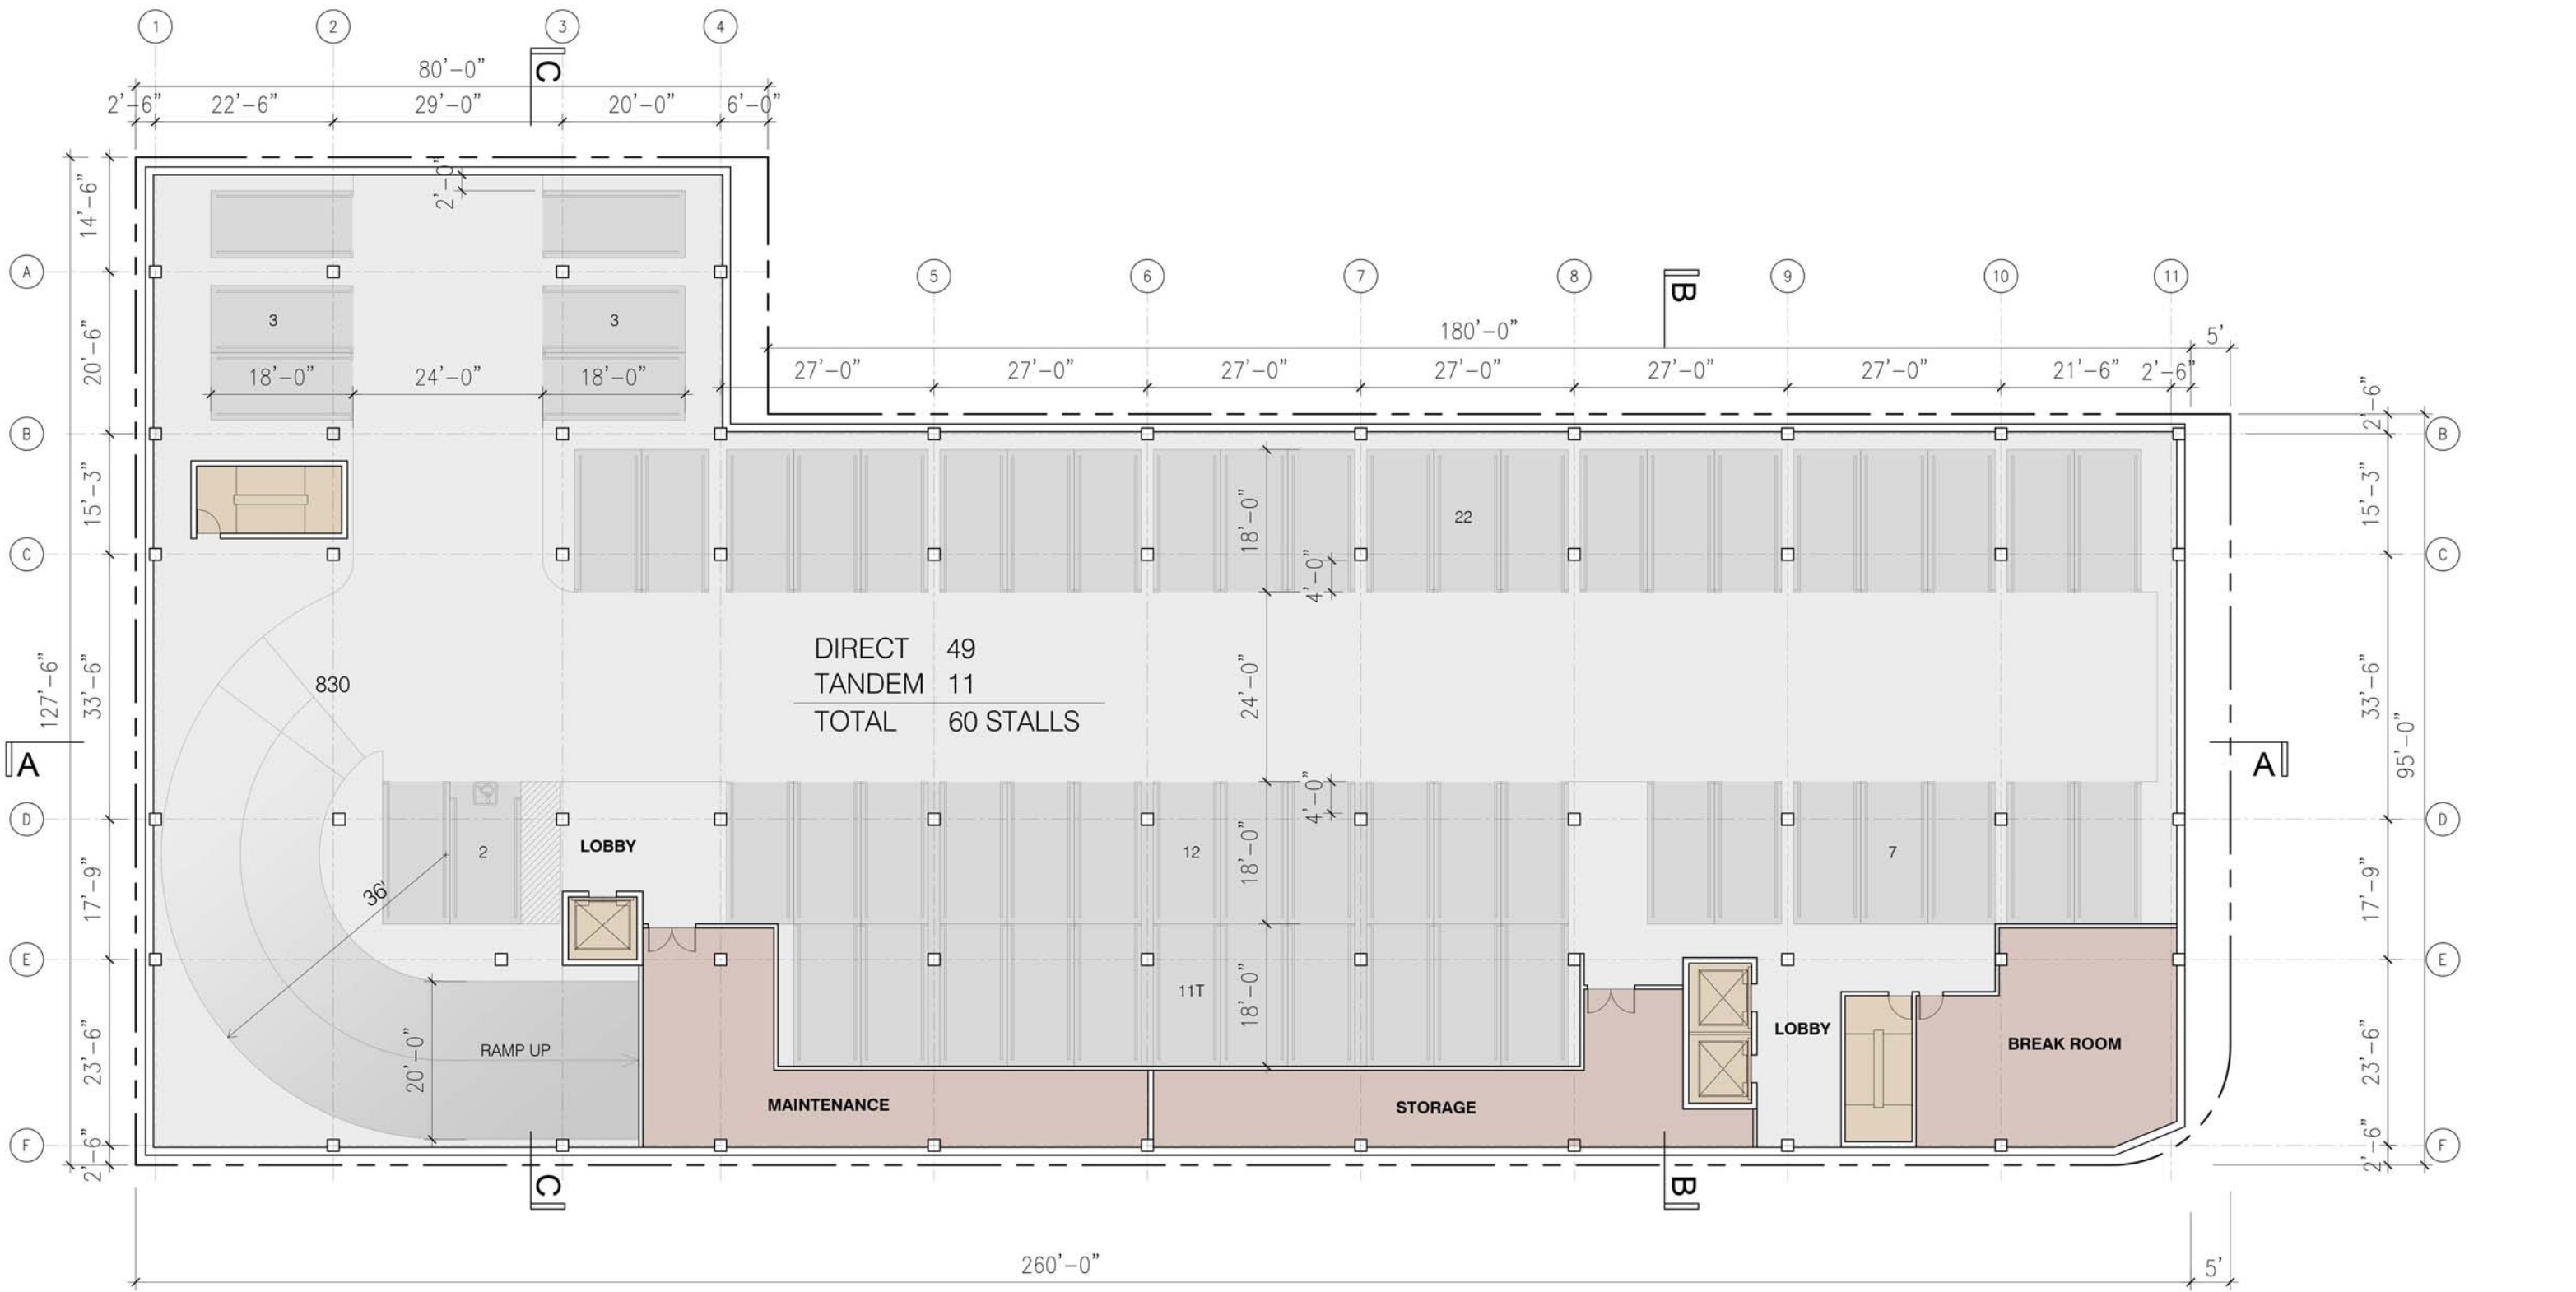 1 2 3 4
C
80’–0”
2’–6” 22’–6” 29’–0” 20’–0” 6’–0”
2’–0”
14’–6”
A
3 3
20’–6”
18’–0” 24’–0” 18’–0”
5 6 7 8 9 10 11
B
180’–0” 5’
27’–0” 27’–0” 27’–0” 27’–0” 27’–0” 27’–0” 21’–6” 2’–6”
2’–6”
B B
15’–3” 18’–0” 22 15’–3”
C C
4’–0”
127’–6” 33’–6” 830
DIRECT 49
TANDEM 11
TOTAL 60 STALLS
24’–0” 33’–6” 95’–0”
A A
4’–0”
D D
2 LOBBY 12 18’–0” 7
17’–9” 36’ 17’–9”
E E
11T 18’–0”
23’–6” 20’–0” RAMP UP LOBBY BREAK ROOM 23’–6”
MAINTENANCE STORAGE
F F
2’–6” 2’–6”
C B
260’–0” 5’